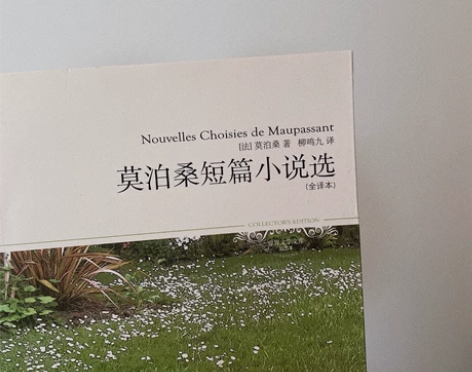 Nouvelles Choisies de Maupassant
[法] 莫泊桑 著 柳鸣九 译
莫泊桑短篇小说选
(全译本)
COLLECTOR'S EDITION